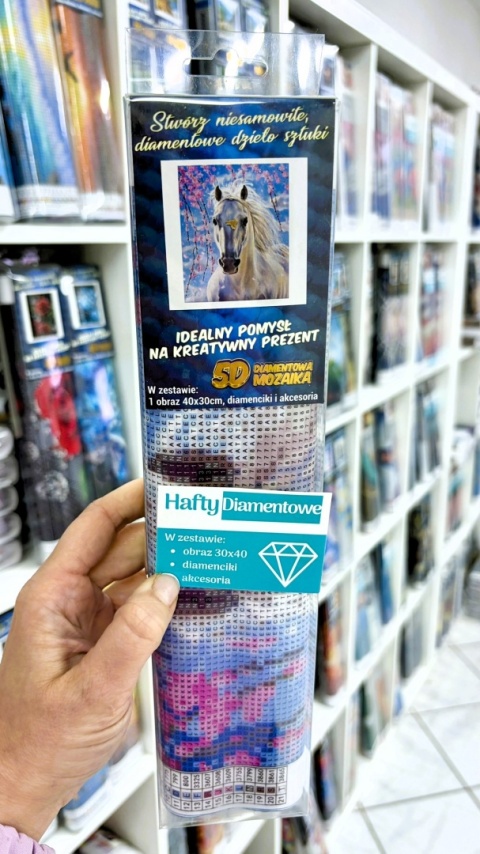 Stwórz niesamowite,
diamentowe dzieło sztuki
IDEALNY POMYSŁ
NA KREATYWNY PREZENT
5D DIAMENTOWA
MOZAIKA
W zestawie:
1 obraz 40x30cm, diamenciki i akcesoria
Hafty Diamentowe
W zestawie:
• obraz 30x40
• diamenciki
akcesoria